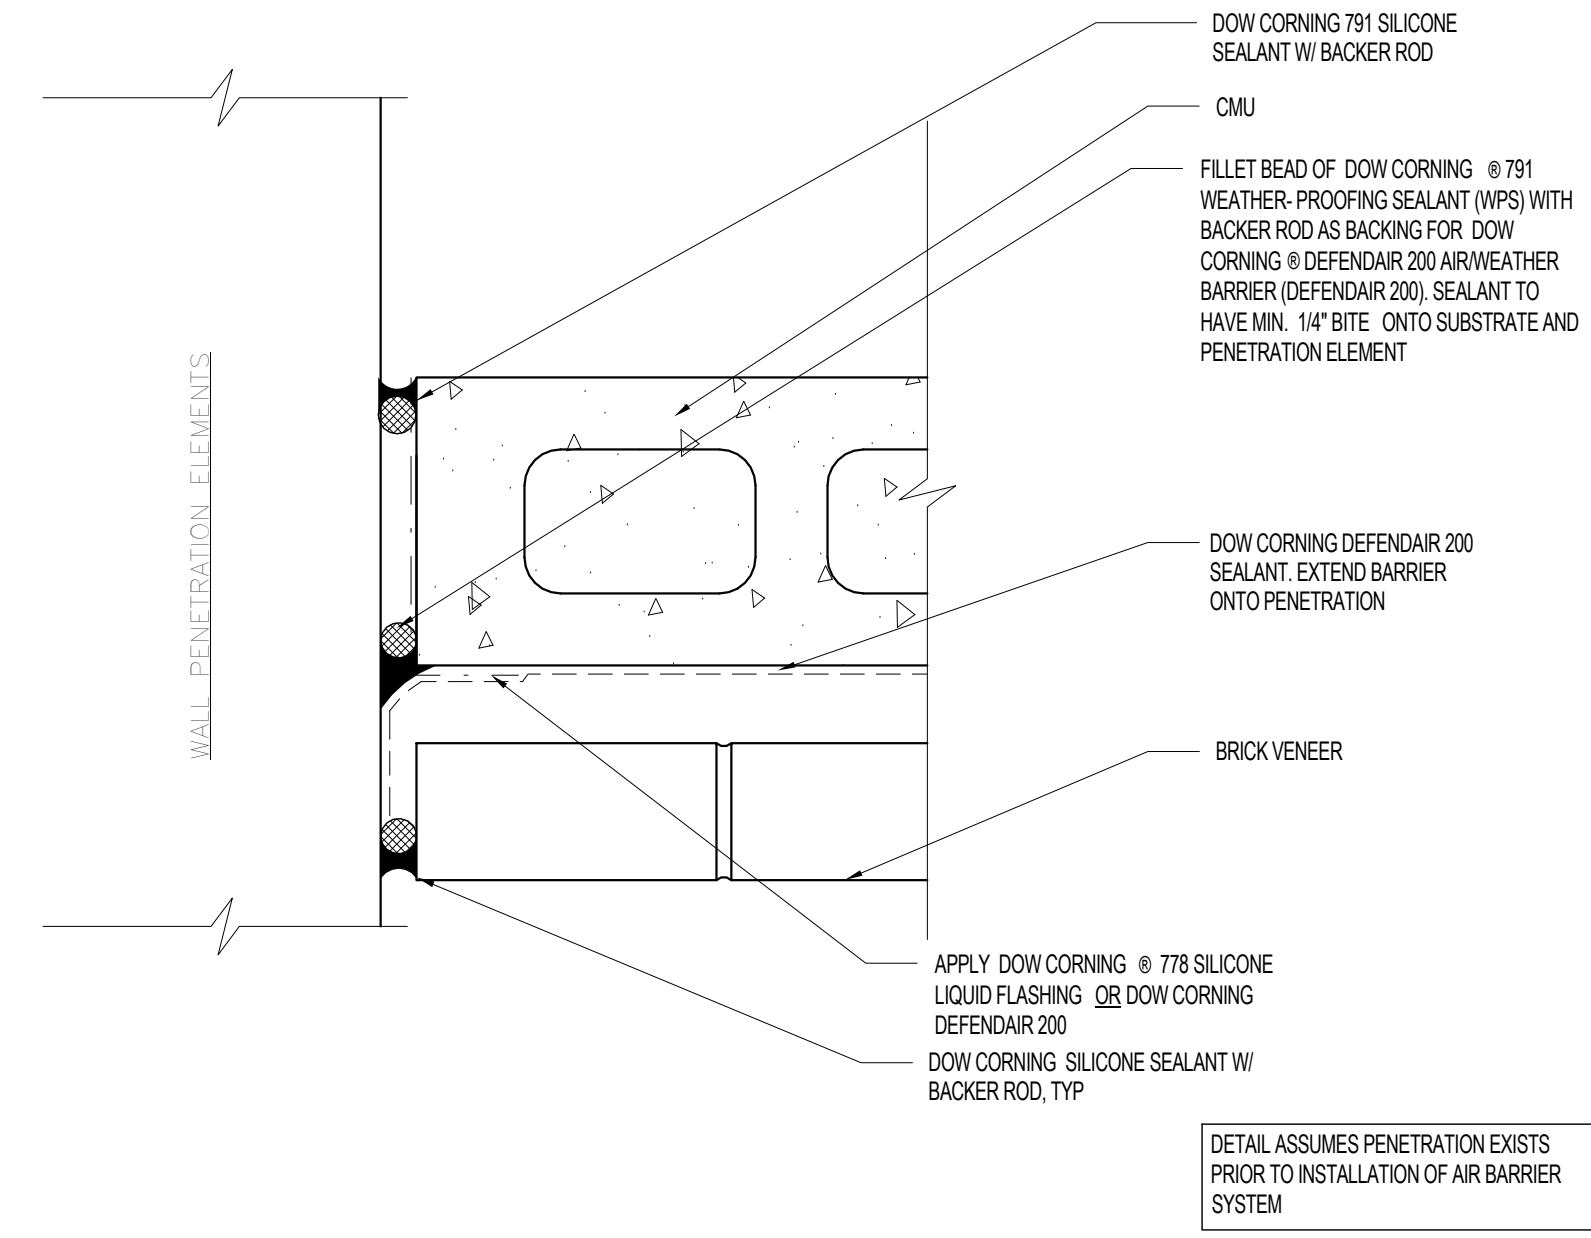 DOW CORNING 791 SILICONE
SEALANT W/ BACKER ROD
CMU
FILLET BEAD OF DOW CORNING ® 791
WEATHER- PROOFING SEALANT (WPS) WITH
BACKER ROD AS BACKING FOR DOW
CORNING ® DEFENDAIR 200 AIR/WEATHER
BARRIER (DEFENDAIR 200). SEALANT TO
HAVE MIN. 1/4" BITE ONTO SUBSTRATE AND
PENETRATION ELEMENT
WALL PENETRATION ELEMENTS
DOW CORNING DEFENDAIR 200
SEALANT. EXTEND BARRIER
ONTO PENETRATION
BRICK VENEER
APPLY DOW CORNING ® 778 SILICONE
LIQUID FLASHING OR DOW CORNING
DEFENDAIR 200
DOW CORNING SILICONE SEALANT W/
BACKER ROD, TYP
DETAIL ASSUMES PENETRATION EXISTS
PRIOR TO INSTALLATION OF AIR BARRIER
SYSTEM